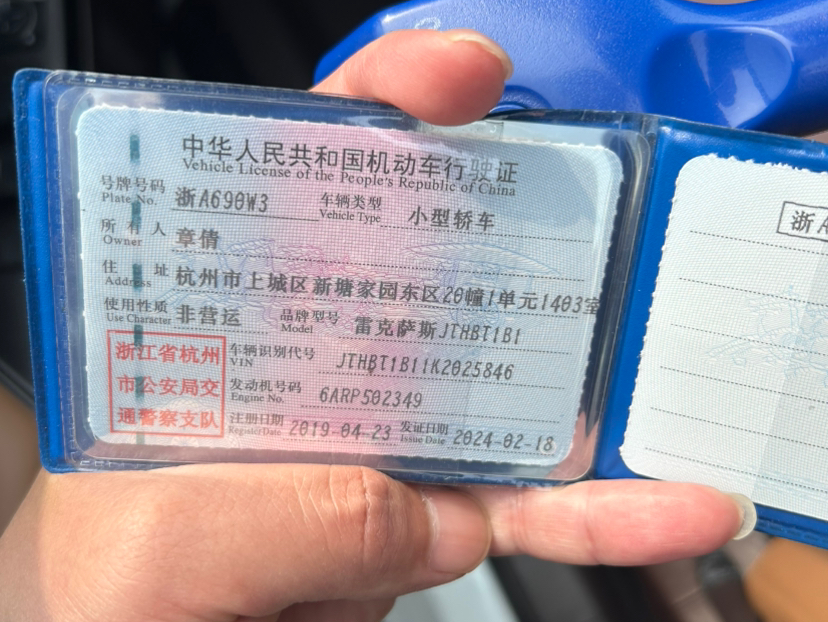 中华人民共和国机动车行驶证
Vehicle License of the People's Republic of China
号牌号码 浙A690W3 车辆类型 小型轿车
Plate No. Vehicle Type
所有人 章倩
Owner
住址 杭州市上城区新塘家园东区20幢1单元1403室
Address
使用性质 非营运 品牌型号 雷克萨斯JTHBT1B1
Use Character Model
浙江省杭州
市公安局交
通警察支队
车辆识别代号 JTHBT1B11K2025846
VIN
发动机号码 6ARP502349
Engine No.
注册日期 2019-04-23 发证日期 2024-02-18
Register Date Issue Date
浙A